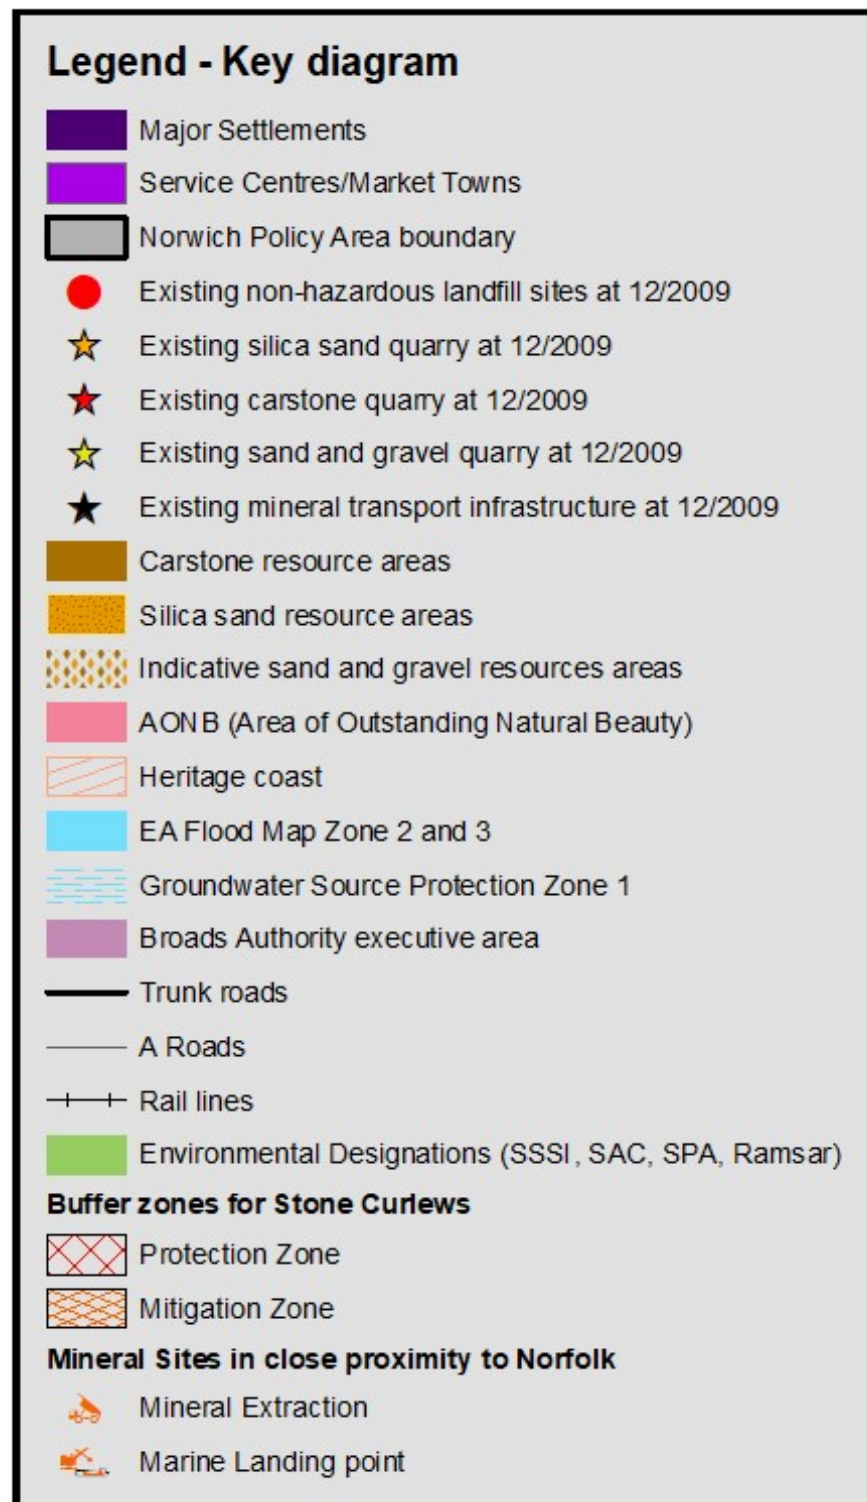 Legend - Key diagram
Major Settlements
Service Centres/Market Towns
Norwich Policy Area boundary
Existing non-hazardous landfill sites at 12/2009
Existing silica sand quarry at 12/2009
Existing carstone quarry at 12/2009
Existing sand and gravel quarry at 12/2009
Existing mineral transport infrastructure at 12/2009
Carstone resource areas
Silica sand resource areas
Indicative sand and gravel resources areas
AONB (Area of Outstanding Natural Beauty)
Heritage coast
EA Flood Map Zone 2 and 3
Groundwater Source Protection Zone 1
Broads Authority executive area
Trunk roads
A Roads
Rail lines
Environmental Designations (SSSI, SAC, SPA, Ramsar)
Buffer zones for Stone Curlews
Protection Zone
Mitigation Zone
Mineral Sites in close proximity to Norfolk
Mineral Extraction
Marine Landing point